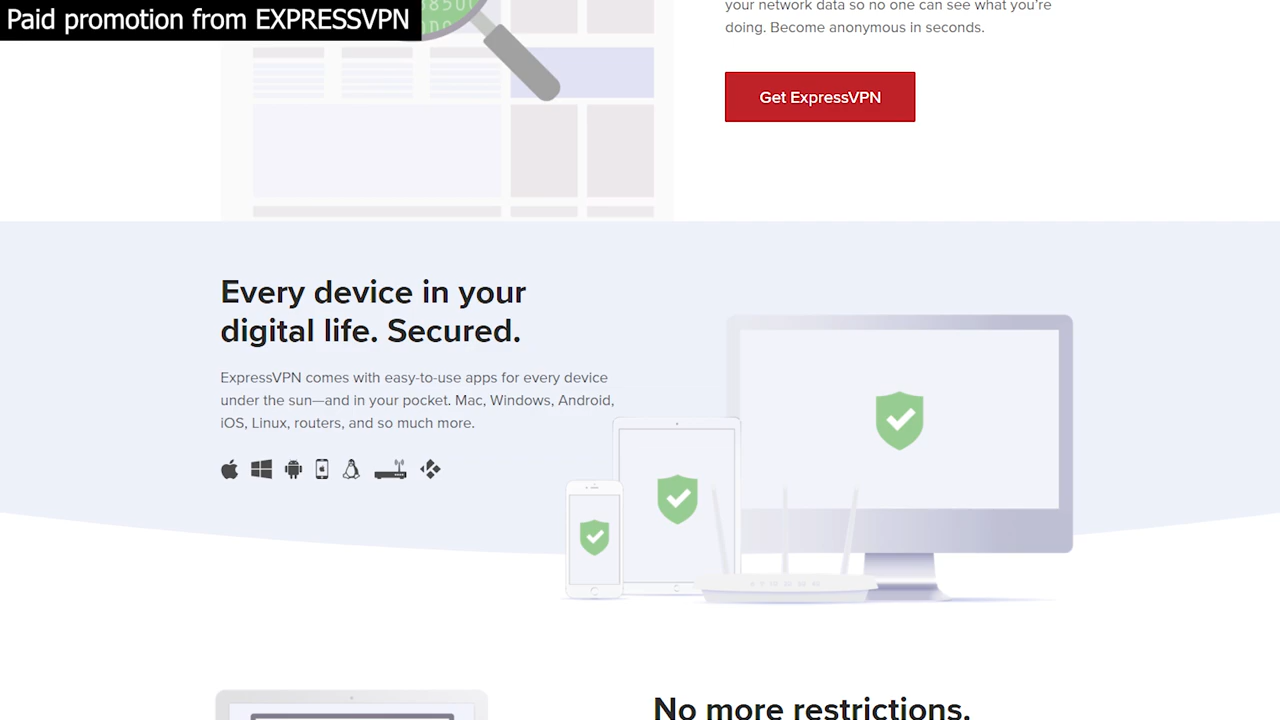 Paid promotion from EXPRESSVPN
your network data so no one can see what you're
doing. Become anonymous in seconds.
Get ExpressVPN
Every device in your
digital life. Secured.
ExpressVPN comes with easy-to-use apps for every device
under the sun—and in your pocket. Mac, Windows, Android,
iOS, Linux, routers, and so much more.
No more restrictions.